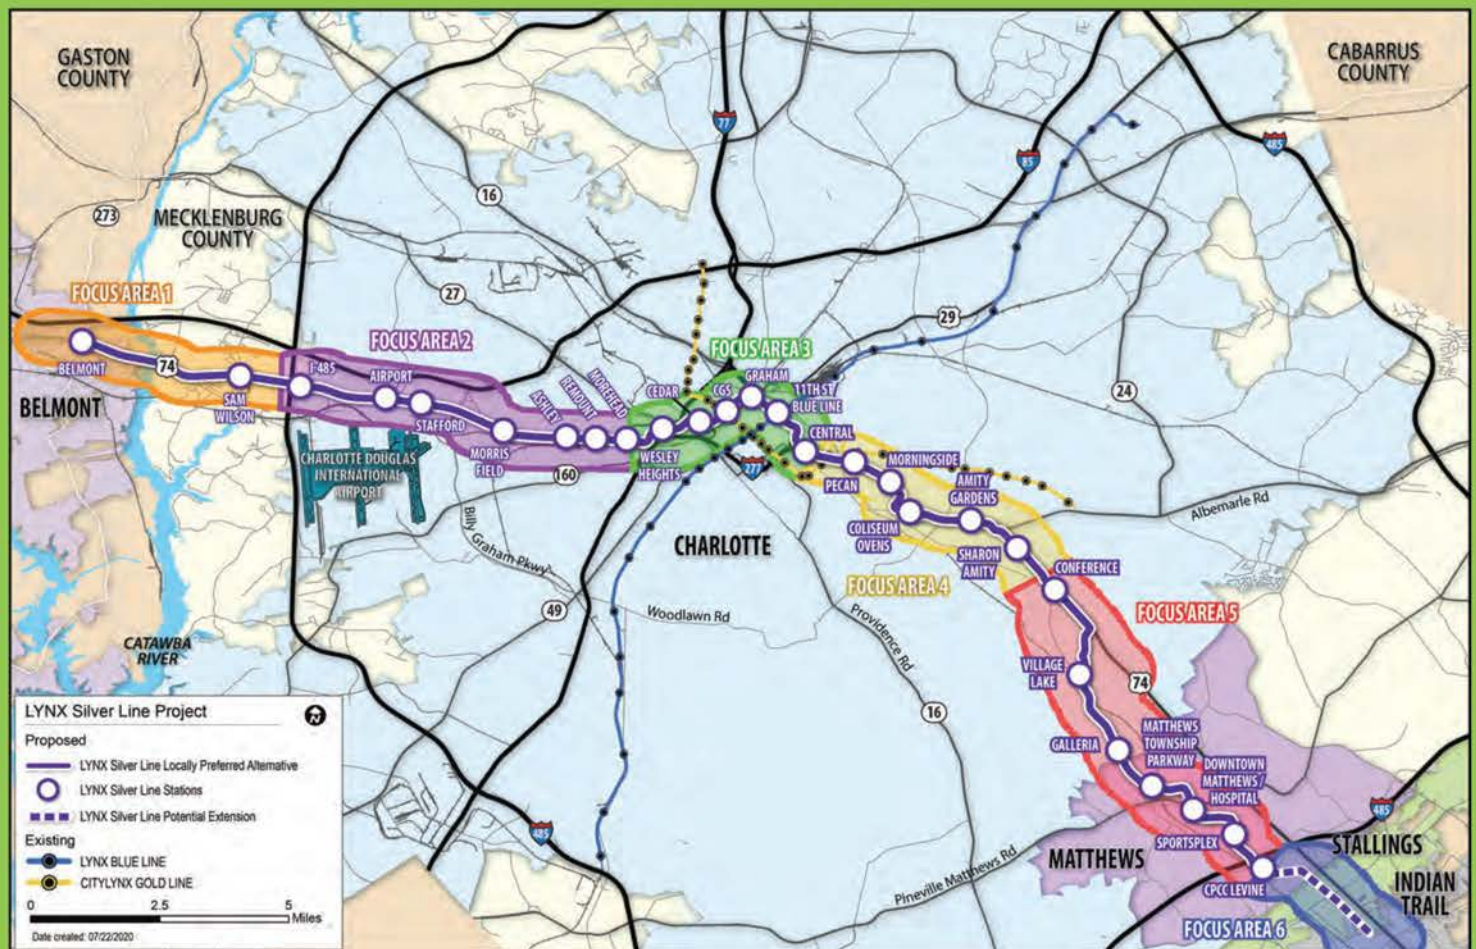 GASTON
COUNTY
CABARRUS
COUNTY
77
85
485
16
273
MECKLENBURG
COUNTY
27
29
FOCUS AREA 1
FOCUS AREA 2
FOCUS AREA 3
BELMONT
74
SAM
WILSON
I-485
AIRPORT
STAFFORD
MORRIS
FIELD
ASHLEY
REMOUNT
MOREHEAD
CEDAR
WESLEY
HEIGHTS
CGS
GRAHAM
11TH ST/
BLUE LINE
CENTRAL
24
BELMONT
CHARLOTTE DOUGLAS
INTERNATIONAL
AIRPORT
160
277
PECAN
MORNINGSIDE
AMITY
GARDENS
COLISEUM
OVENS
SHARON
AMITY
Albemarle Rd
Billy Graham Pkwy
CHARLOTTE
FOCUS AREA 4
CONFERENCE
FOCUS AREA 5
49
Woodlawn Rd
Providence Rd
CATAWBA
RIVER
VILLAGE
LAKE
74
16
GALLERIA
MATTHEWS
TOWNSHIP
PARKWAY
DOWNTOWN
MATTHEWS /
HOSPITAL
485
485
SPORTSPLEX
STALLINGS
MATTHEWS
Pineville Matthews Rd
CPCC LEVINE
INDIAN
TRAIL
FOCUS AREA 6
LYNX Silver Line Project
N
Proposed
LYNX Silver Line Locally Preferred Alternative
LYNX Silver Line Stations
LYNX Silver Line Potential Extension
Existing
LYNX BLUE LINE
CITYLYNX GOLD LINE
0 2.5 5
Miles
Date created: 07/22/2020